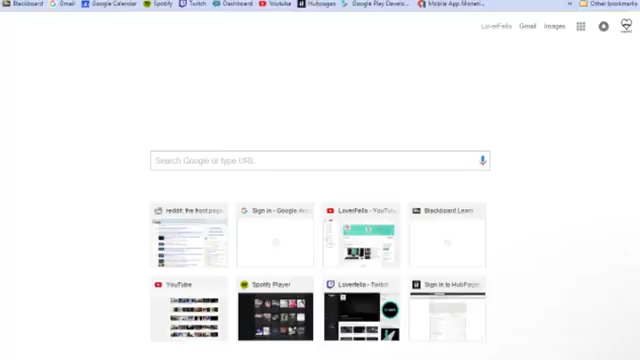 Blackboard Gmail Google Calendar Spotify Twitch Dashboard Youtube Hubpages Google Play Develo... Mobile App Moneti... » Other bookmarks
LoverFella Gmail Images
Search Google or type URL
reddit: the front page Sign in - Google Ac LoverFella - YouTub Blackboard Learn
YouTube Spotify Player Loverfella - Twitch Sign In to HubPages